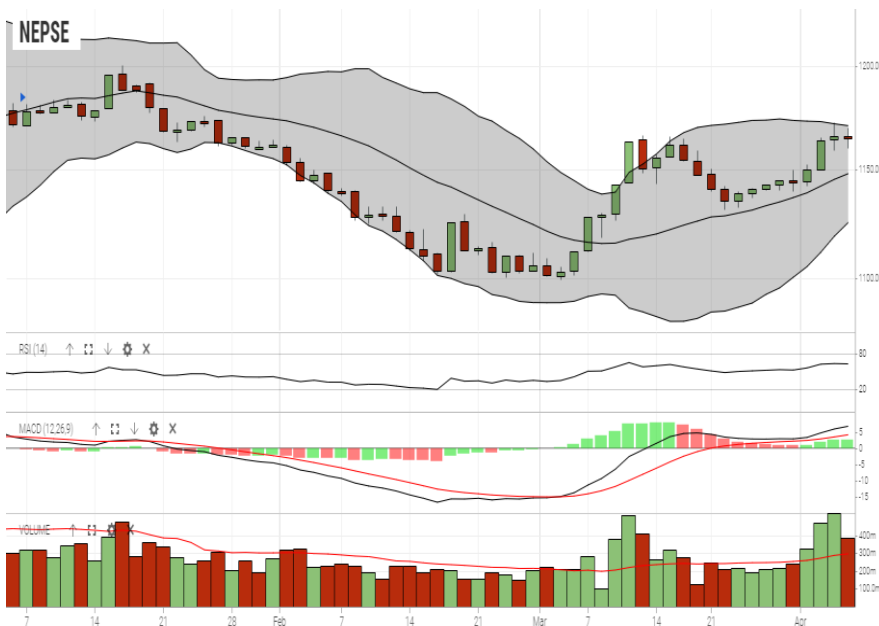 NEPSE
1200.0
1150.0
1100.0
RSI (14)
80
20
MACD (12,26,9)
5
0
-5
-10
-15
VOLUME
400m
300m
200m
100.0m
7
14
21
28
Feb
7
14
21
Mar
7
14
21
Apr